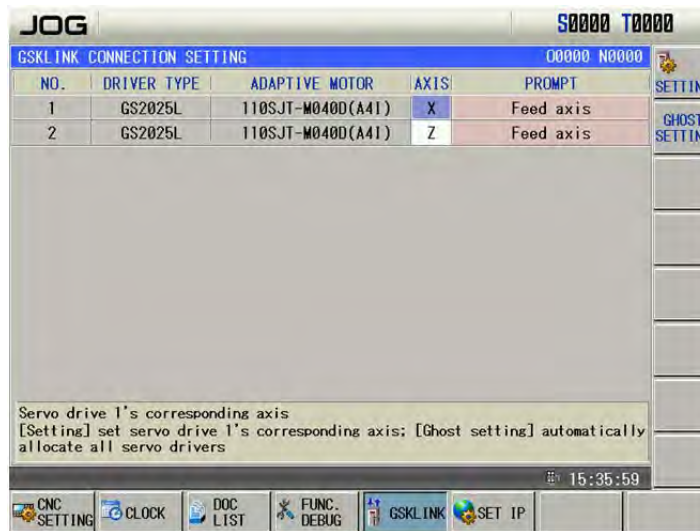 JOG S0000 T0000
GSKLINK CONNECTION SETTING O0000 N0000
NO. DRIVER TYPE ADAPTIVE MOTOR AXIS PROMPT
1 GS2025L 110SJT-M040D(A4I) X Feed axis
2 GS2025L 110SJT-M040D(A4I) Z Feed axis
SETTIN
GHOST
SETTIN
Servo drive 1's corresponding axis
[Setting] set servo drive 1's corresponding axis; [Ghost setting] automatically
allocate all servo drivers
15:35:59
CNC
SETTING
CLOCK
DOC
LIST
FUNC.
DEBUG
GSKLINK
SET IP